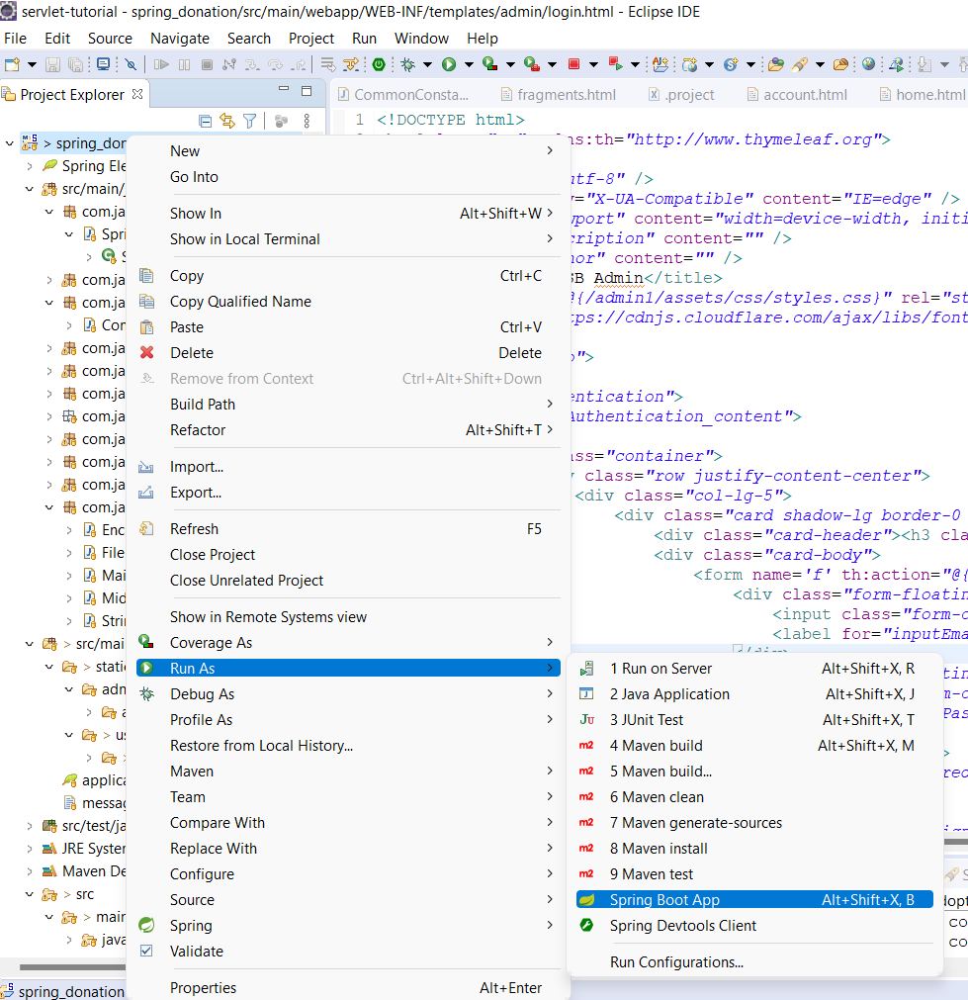 servlet-tutorial - spring_donation/src/main/webapp/WEB-INF/templates/admin/login.html - Eclipse IDE
File Edit Source Navigate Search Project Run Window Help
Project Explorer
CommonConsta... fragments.html .project account.html home.html
> spring_don
Spring Ele
src/main/j
com.ja
Spri
com.ja
com.ja
Con
com.ja
com.ja
com.ja
com.ja
com.ja
com.ja
com.ja
com.ja
Enc
File
Mai
Mid
Strin
> src/mai
> static
adm
> a
> us
>
applica
messag
src/test/ja
JRE System
Maven De
> src
> main
java
spring_donation
New
Go Into
Show In Alt+Shift+W >
Show in Local Terminal
Copy Ctrl+C
Copy Qualified Name
Paste Ctrl+V
Delete Delete
Remove from Context Ctrl+Alt+Shift+Down
Build Path
Refactor Alt+Shift+T >
Import...
Export...
Refresh F5
Close Project
Close Unrelated Project
Show in Remote Systems view
Coverage As
Run As
Debug As
Profile As
Restore from Local History...
Maven
Team
Compare With
Replace With
Configure
Source
Spring
Validate
Properties Alt+Enter
1 Run on Server Alt+Shift+X, R
2 Java Application Alt+Shift+X, J
3 JUnit Test Alt+Shift+X, T
4 Maven build Alt+Shift+X, M
5 Maven build...
6 Maven clean
7 Maven generate-sources
8 Maven install
9 Maven test
Spring Boot App Alt+Shift+X, B
Spring Devtools Client
Run Configurations...
1 <!DOCTYPE html>
ns:th="http://www.thymeleaf.org">
utf-8" />
="X-UA-Compatible" content="IE=edge" />
wport" content="width=device-width, initi
cription" content="" />
hor" content="" />
SB Admin</title>
@{/admin1/assets/css/styles.css}" rel="st
tps://cdnjs.cloudflare.com/ajax/libs/font
">
entication">
Authentication_content">
ass="container">
class="row justify-content-center">
<div class="col-lg-5">
<div class="card shadow-lg border-0
<div class="card-header"><h3 cla
<div class="card-body">
<form name='f' th:action="@{
<div class="form-floatin
<input class="form-c
<label for="inputEma
</div>